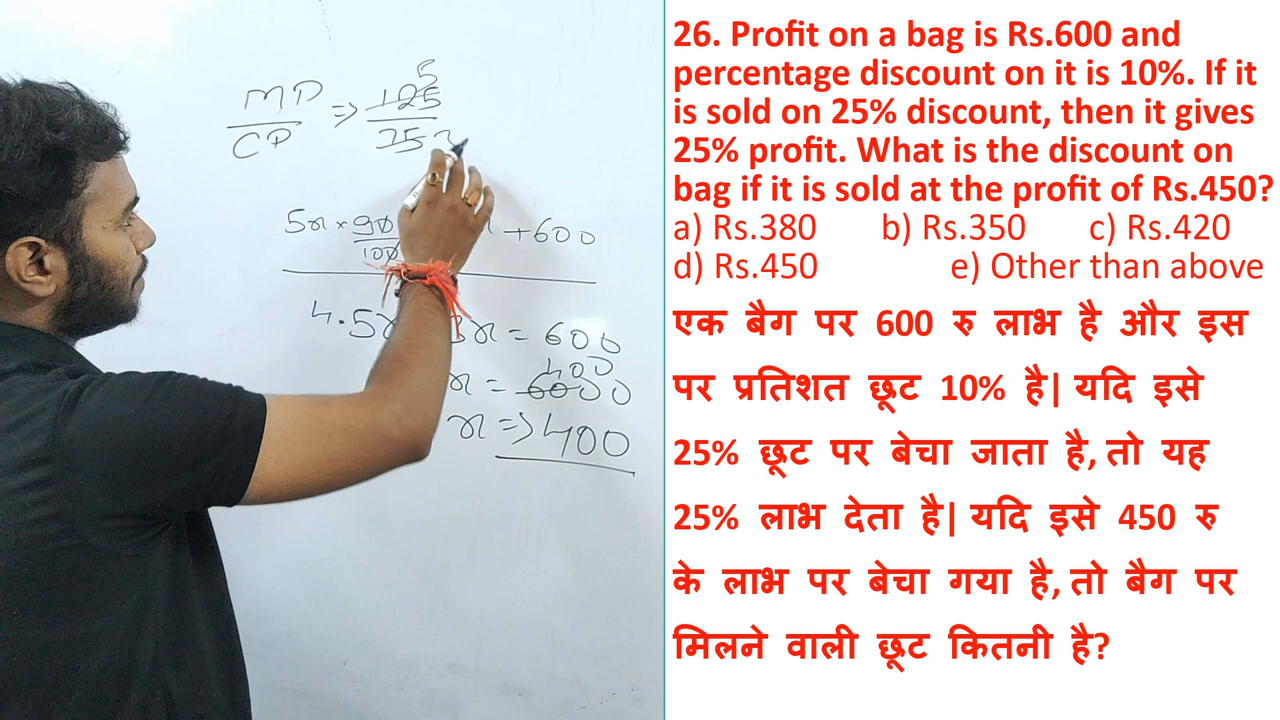 MP 5
CP => 125
75 3
5x × 90 + 600
100
4.5x 3x = 600
400
x = 6000
x => 400
26. Profit on a bag is Rs.600 and
percentage discount on it is 10%. If it
is sold on 25% discount, then it gives
25% profit. What is the discount on
bag if it is sold at the profit of Rs.450?
a) Rs.380 b) Rs.350 c) Rs.420
d) Rs.450 e) Other than above
एक बैग पर 600 रु लाभ है और इस
पर प्रतिशत छूट 10% है| यदि इसे
25% छूट पर बेचा जाता है, तो यह
25% लाभ देता है| यदि इसे 450 रु
के लाभ पर बेचा गया है, तो बैग पर
मिलने वाली छूट कितनी है?